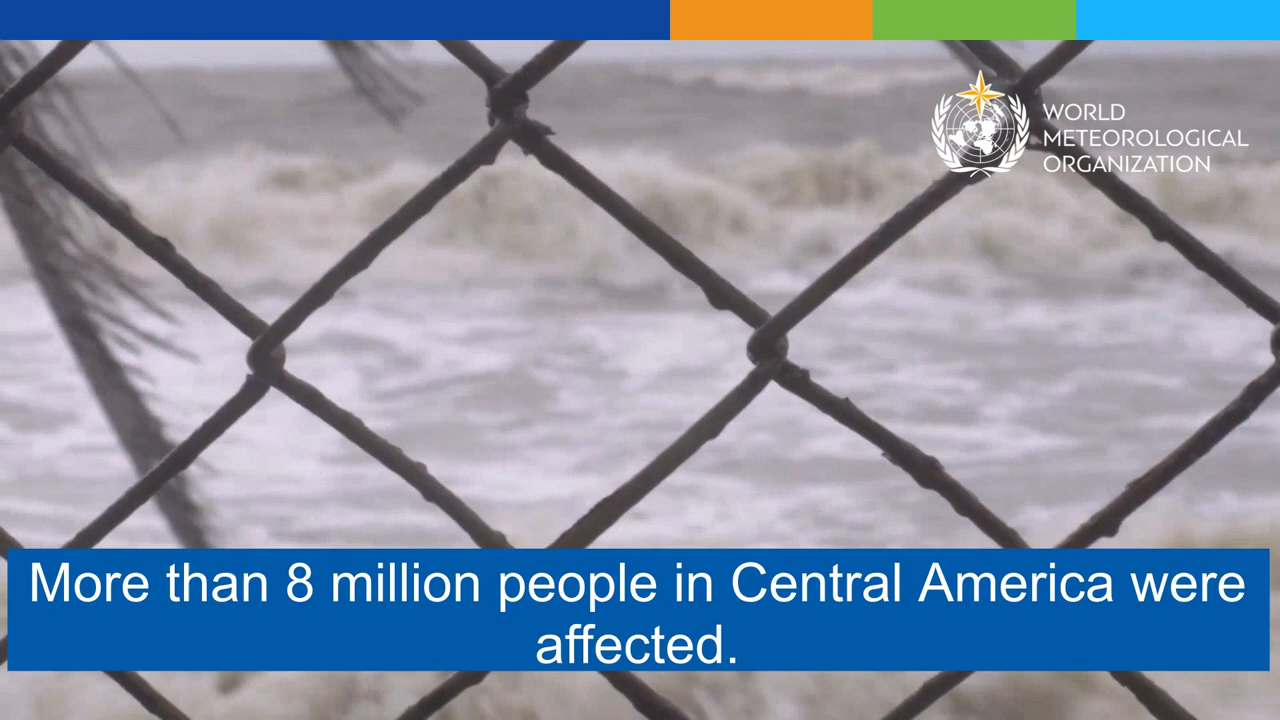 WORLD
METEOROLOGICAL
ORGANIZATION
More than 8 million people in Central America were
affected.